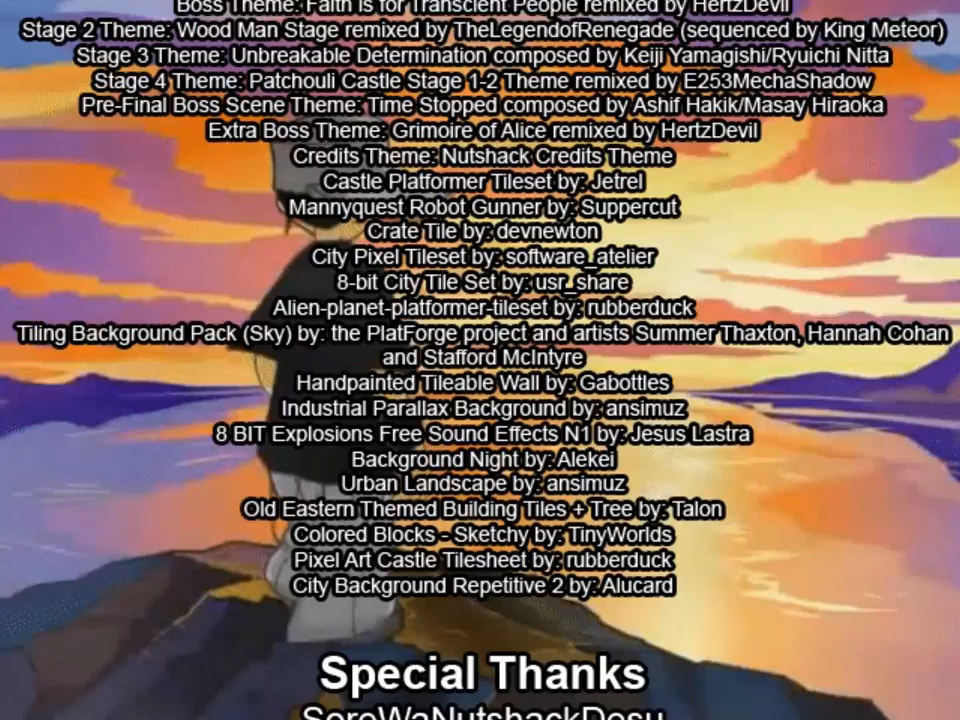 Boss Theme: Faith is for Transcient People remixed by HertzDevil
Stage 2 Theme: Wood Man Stage remixed by TheLegendofRenegade (sequenced by King Meteor)
Stage 3 Theme: Unbreakable Determination composed by Keiji Yamagishi/Ryuichi Nitta
Stage 4 Theme: Patchouli Castle Stage 1-2 Theme remixed by E253MechaShadow
Pre-Final Boss Scene Theme: Time Stopped composed by Ashif Hakik/Masay Hiraoka
Extra Boss Theme: Grimoire of Alice remixed by HertzDevil
Credits Theme: Nutshack Credits Theme
Castle Platformer Tileset by: Jetrel
Mannyquest Robot Gunner by: Suppercut
Crate Tile by: devnewton
City Pixel Tileset by: software_atelier
8-bit City Tile Set by: usr_share
Alien-planet-platformer-tileset by: rubberduck
Tiling Background Pack (Sky) by: the PlatForge project and artists Summer Thaxton, Hannah Cohan
and Stafford McIntyre
Handpainted Tileable Wall by: Gabottles
Industrial Parallax Background by: ansimuz
8 BIT Explosions Free Sound Effects N1 by: Jesus Lastra
Background Night by: Alekei
Urban Landscape by: ansimuz
Old Eastern Themed Building Tiles + Tree by: Talon
Colored Blocks - Sketchy by: TinyWorlds
Pixel Art Castle Tilesheet by: rubberduck
City Background Repetitive 2 by: Alucard
Special Thanks
SoreWaNutshackDesu